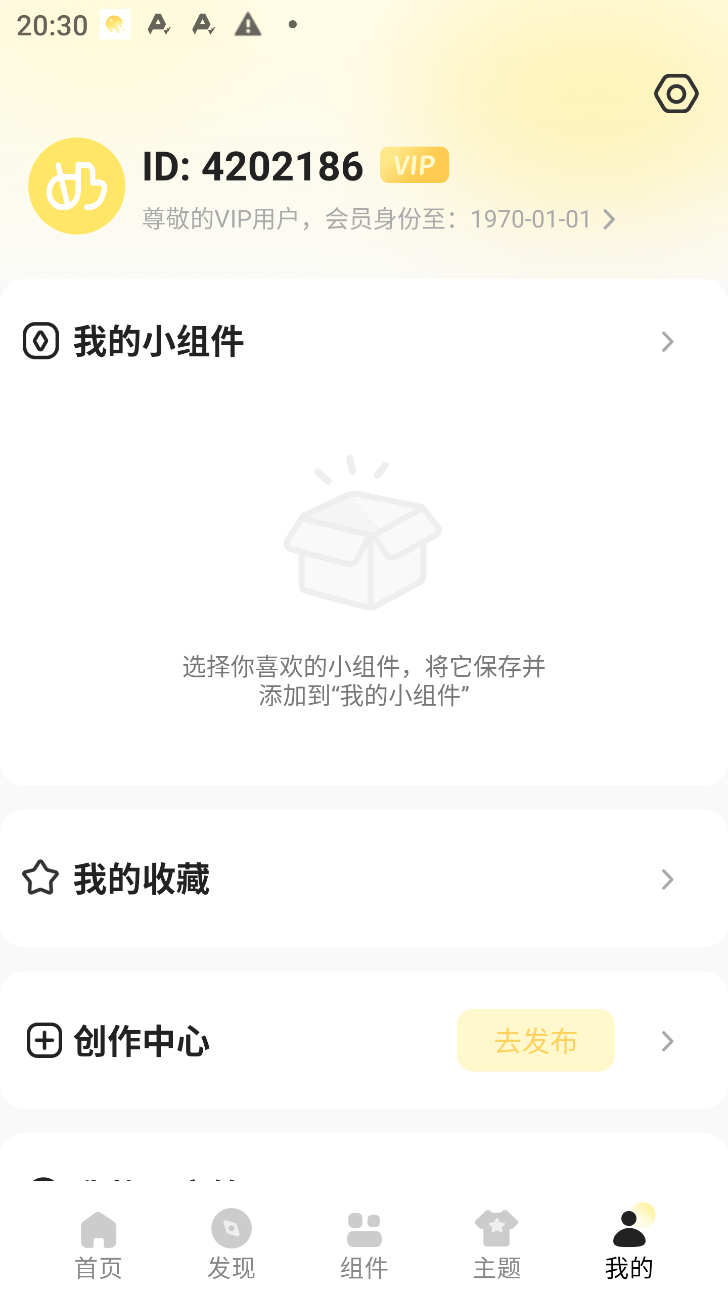 20:30
奶
ID: 4202186 VIP
尊敬的VIP用户，会员身份至：1970-01-01
我的小组件
选择你喜欢的小组件，将它保存并
添加到“我的小组件”
我的收藏
创作中心 去发布
首页 发现 组件 主题 我的